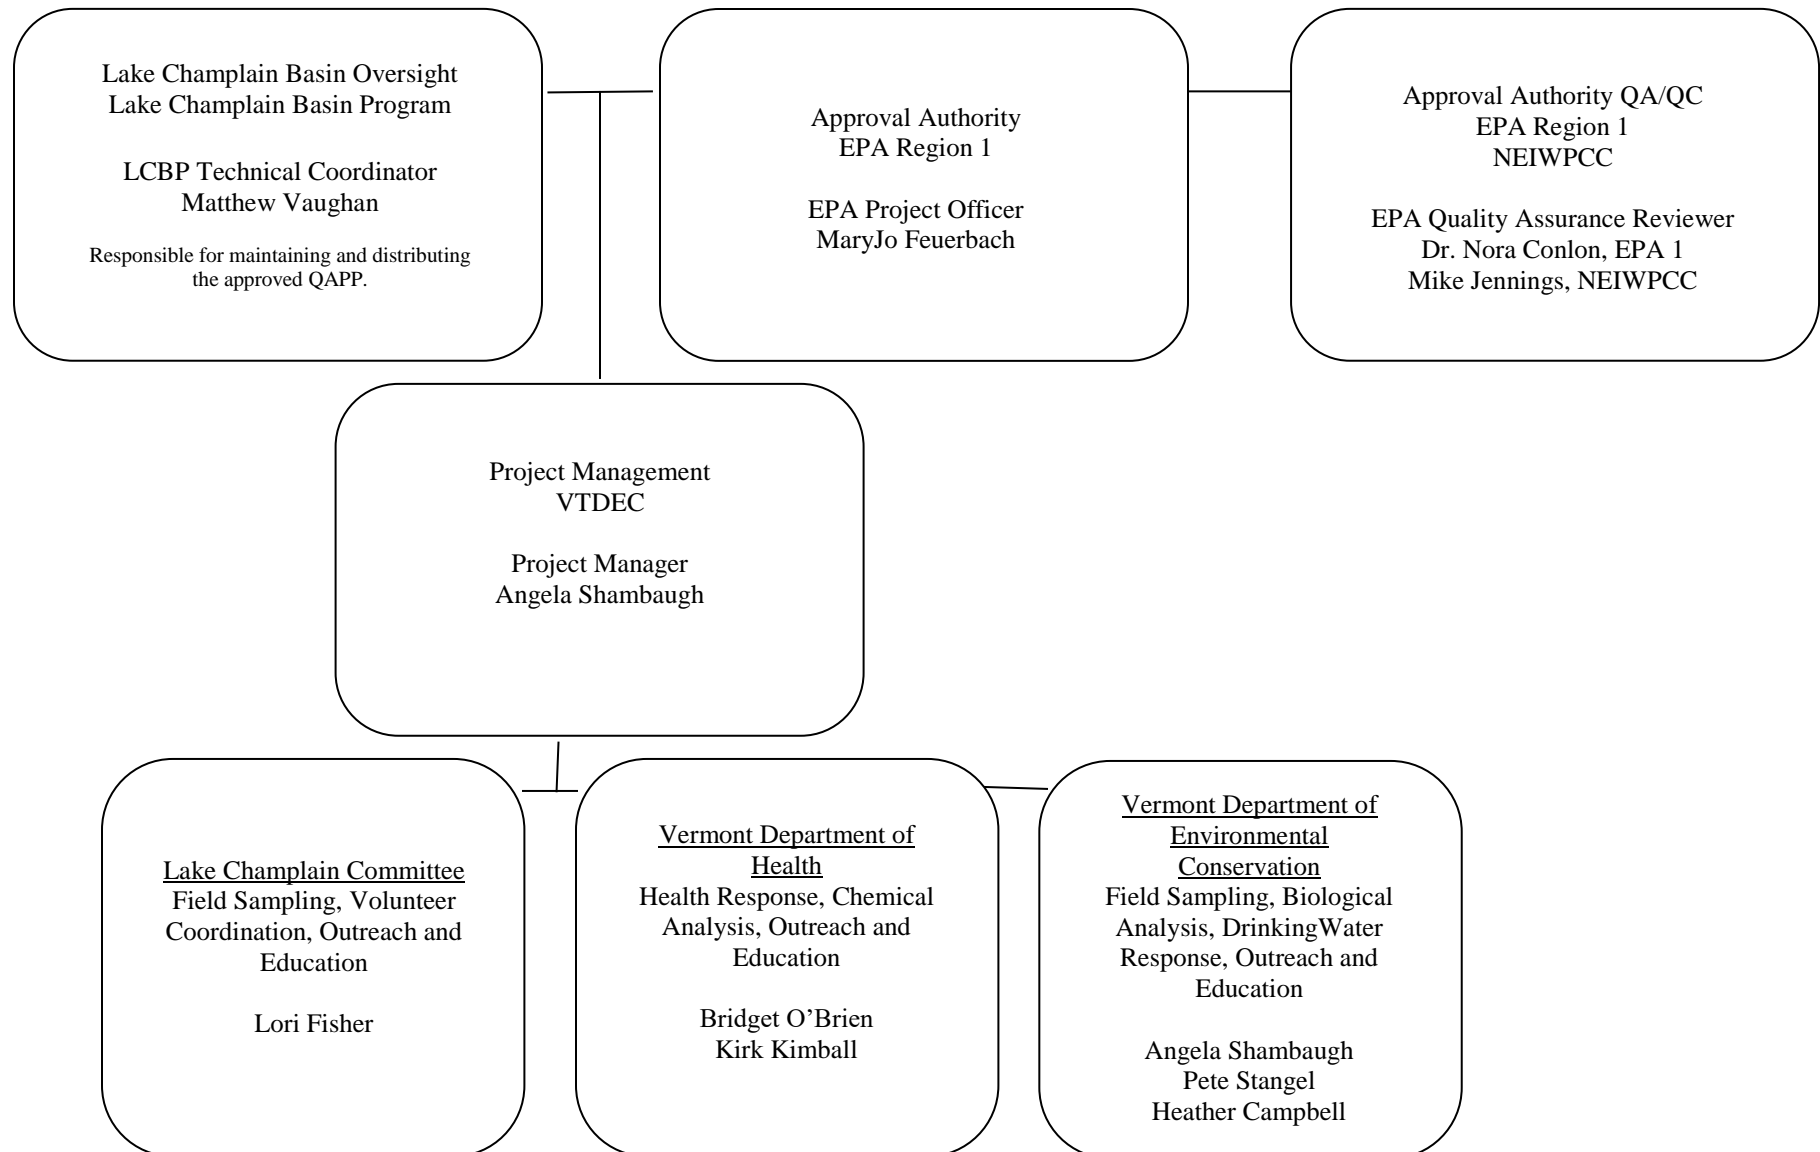 Lake Champlain Basin Oversight
Lake Champlain Basin Program
LCBP Technical Coordinator
Matthew Vaughan
Responsible for maintaining and distributing
the approved QAPP.
Approval Authority
EPA Region 1
EPA Project Officer
MaryJo Feuerbach
Approval Authority QA/QC
EPA Region 1
NEIWPCC
EPA Quality Assurance Reviewer
Dr. Nora Conlon, EPA 1
Mike Jennings, NEIWPCC
Project Management
VTDEC
Project Manager
Angela Shambaugh
Lake Champlain Committee
Field Sampling, Volunteer
Coordination, Outreach and
Education
Lori Fisher
Vermont Department of
Health
Health Response, Chemical
Analysis, Outreach and
Education
Bridget O’Brien
Kirk Kimball
Vermont Department of
Environmental
Conservation
Field Sampling, Biological
Analysis, DrinkingWater
Response, Outreach and
Education
Angela Shambaugh
Pete Stangel
Heather Campbell